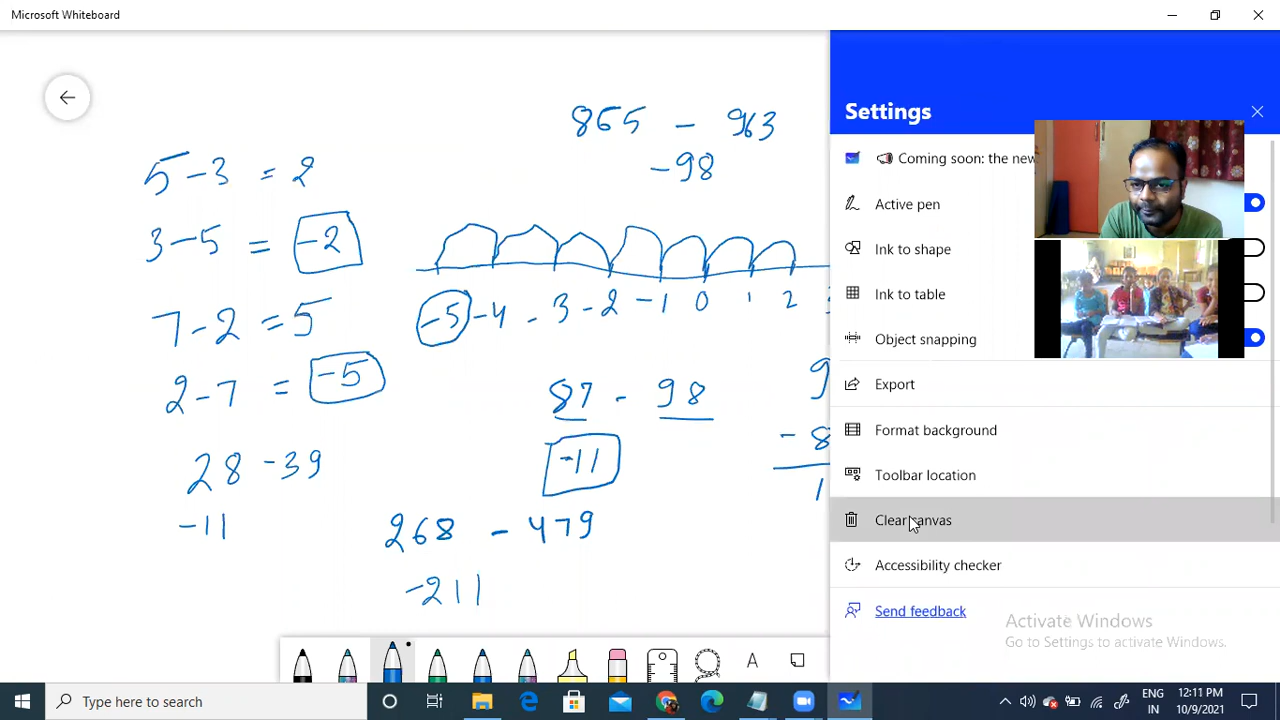 Microsoft Whiteboard
865 - 963
-98
5-3 = 2
3-5 = -2
7-2 = 5
2-7 = -5
28 -39
-11
-5 -4 -3 -2 -1 0 1 2
87 - 98
-11
9
- 8
1
268 - 479
-211
Settings
Coming soon: the new
Active pen
Ink to shape
Ink to table
Object snapping
Export
Format background
Toolbar location
Clear canvas
Accessibility checker
Send feedback
Activate Windows
Go to Settings to activate Windows.
A
Type here to search
ENG
IN
12:11 PM
10/9/2021